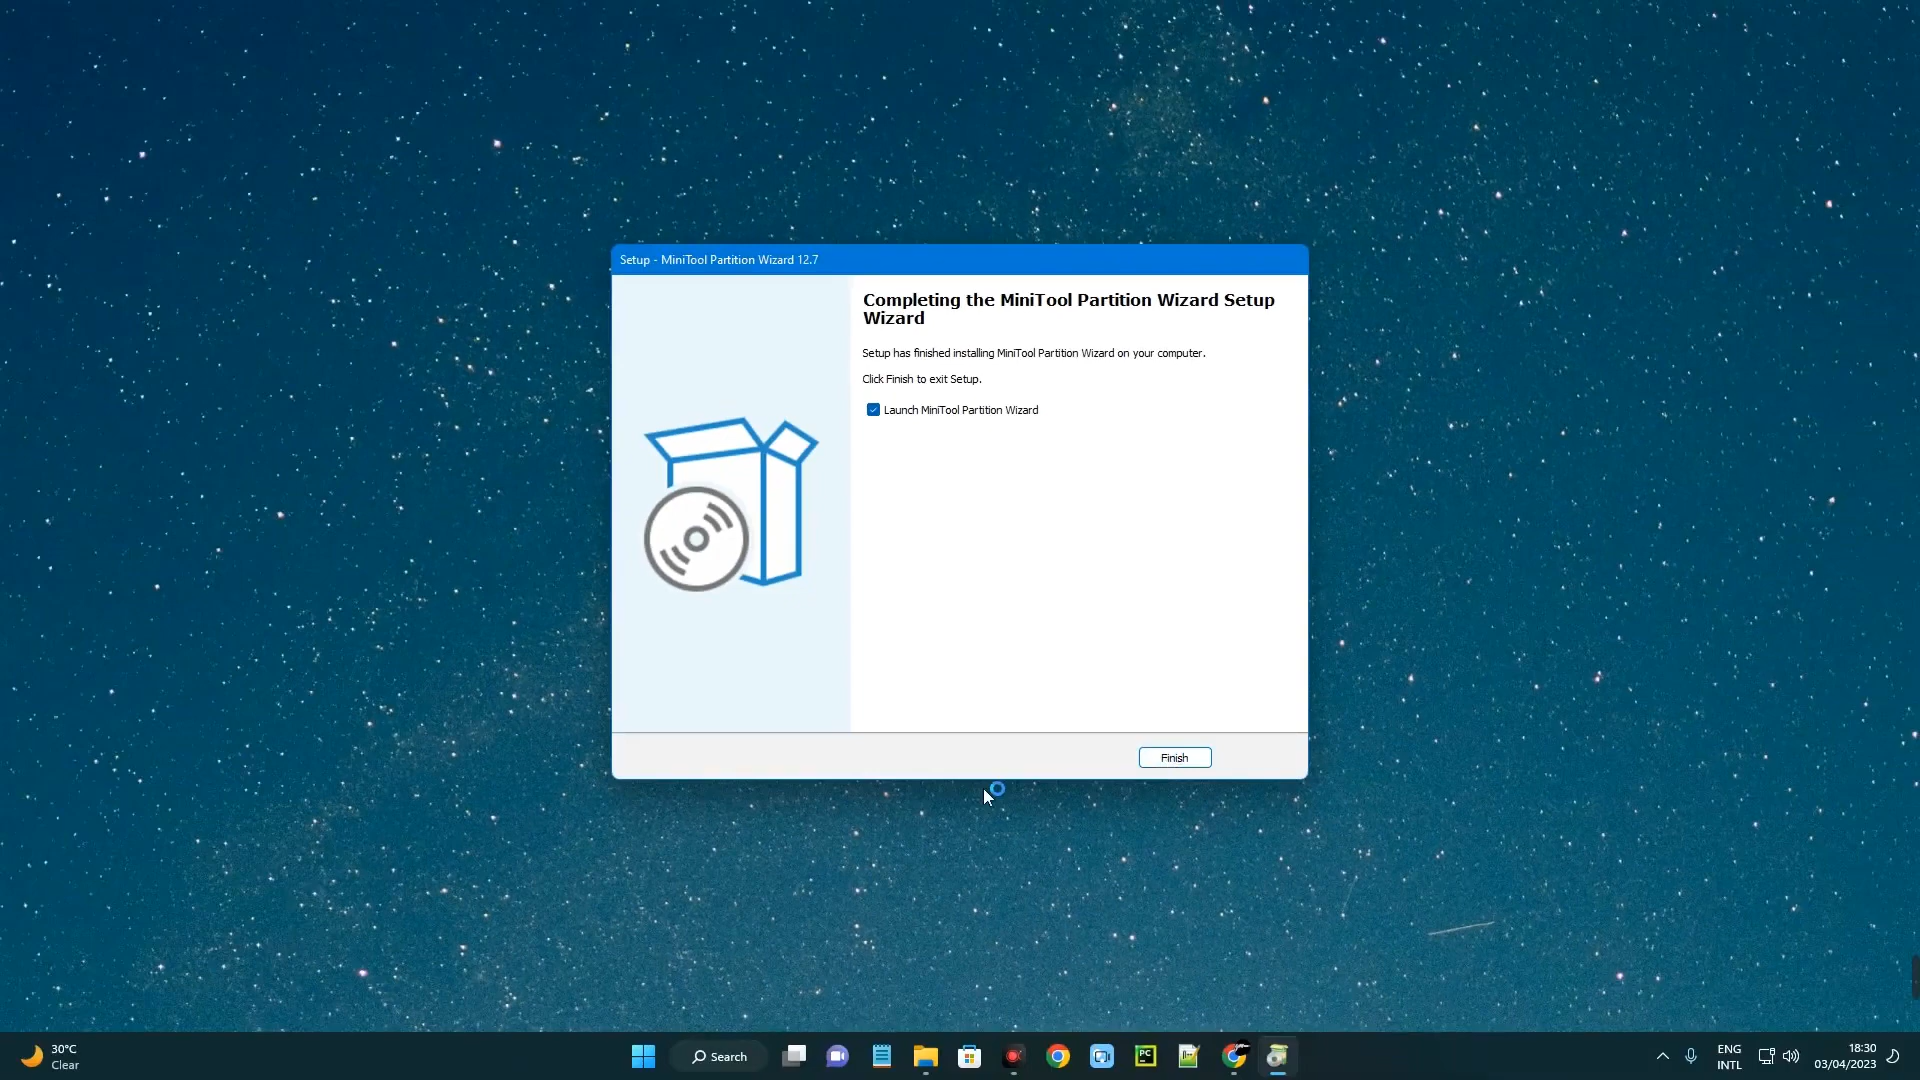 Setup - MiniTool Partition Wizard 12.7
Completing the MiniTool Partition Wizard Setup
Wizard
Setup has finished installing MiniTool Partition Wizard on your computer.
Click Finish to exit Setup.
Launch MiniTool Partition Wizard
Finish
30°C
Clear
Search
PC
ENG
INTL
18:30
03/04/2023